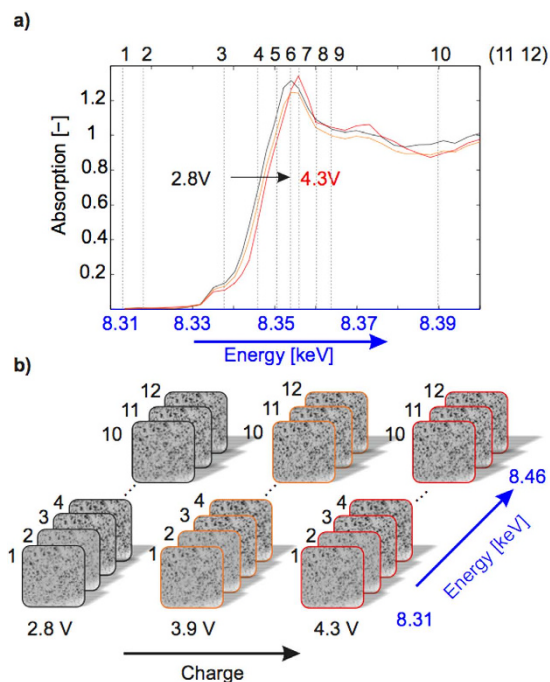 a)
1 2 3 4 5 6 7 8 9 10 (11 12)
Absorption [-]
1.2
1
0.8
0.6
0.4
0.2
2.8V
4.3V
8.31 8.33 8.35 8.37 8.39
Energy [keV]
b)
12
11
10
4
3
2
1
12
11
10
4
3
2
1
12
11
10
4
3
2
1
2.8 V
3.9 V
4.3 V
8.31
8.46
Energy [keV]
Charge